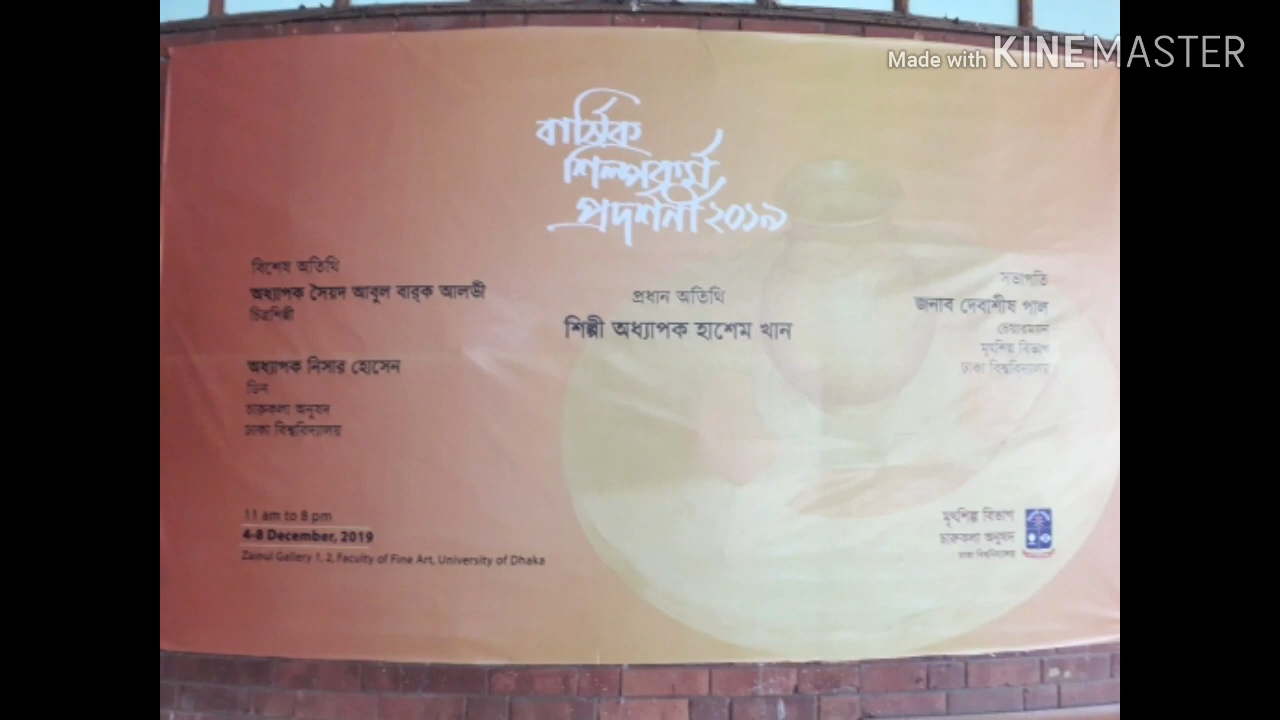 Made with KINEMASTER
বার্ষিক
শিল্পকর্ম
প্রদর্শনী ২০১৯
বিশেষ অতিথি
অধ্যাপক সৈয়দ আবুল বার্‌ক আলভী
চিত্রশিল্পী
অধ্যাপক নিসার হোসেন
ডিন
চারুকলা অনুষদ
ঢাকা বিশ্ববিদ্যালয়
প্রধান অতিথি
শিল্পী অধ্যাপক হাশেম খান
সভাপতি
জনাব দেবাশীষ পাল
চেয়ারম্যান
মৃৎশিল্প বিভাগ
ঢাকা বিশ্ববিদ্যালয়
11 am to 8 pm
4-8 December, 2019
Zainul Gallery 1, 2, Faculty of Fine Art, University of Dhaka
মৃৎশিল্প বিভাগ
চারুকলা অনুষদ
ঢাকা বিশ্ববিদ্যালয়